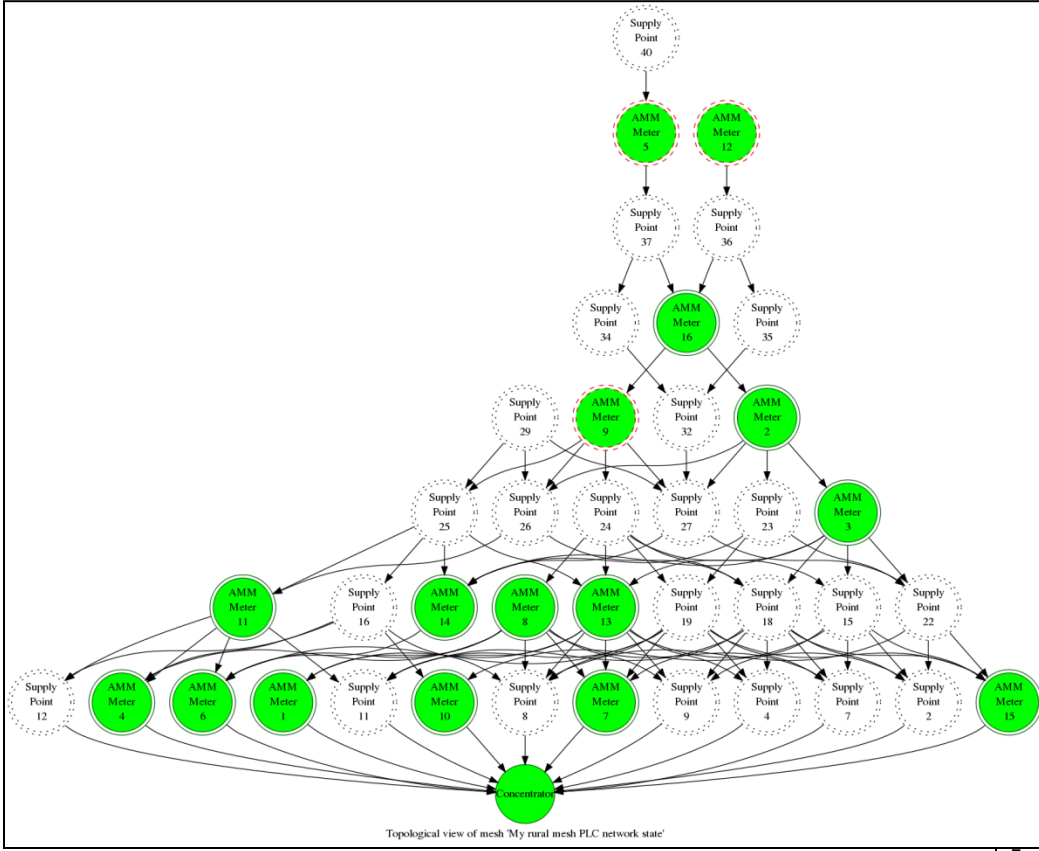 Supply
Point
40
AMM
Meter
5
AMM
Meter
12
Supply
Point
37
Supply
Point
36
Supply
Point
34
AMM
Meter
16
Supply
Point
35
Supply
Point
29
AMM
Meter
9
Supply
Point
32
AMM
Meter
2
Supply
Point
25
Supply
Point
26
Supply
Point
24
Supply
Point
27
Supply
Point
23
AMM
Meter
3
AMM
Meter
11
Supply
Point
16
AMM
Meter
14
AMM
Meter
8
AMM
Meter
13
Supply
Point
19
Supply
Point
18
Supply
Point
15
Supply
Point
22
Supply
Point
12
AMM
Meter
4
AMM
Meter
6
AMM
Meter
1
Supply
Point
11
AMM
Meter
10
Supply
Point
8
AMM
Meter
7
Supply
Point
9
Supply
Point
4
Supply
Point
7
Supply
Point
2
AMM
Meter
15
Concentrator
Topological view of mesh 'My rural mesh PLC network state'